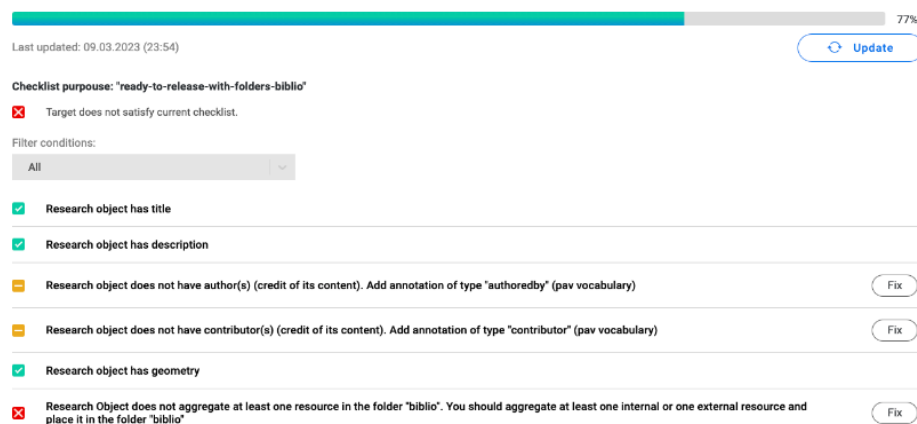 77%
Last updated: 09.03.2023 (23:54)
Update
Checklist purpouse: "ready-to-release-with-folders-biblio"
Target does not satisfy current checklist.
Filter conditions:
All
Research object has title
Research object has description
Research object does not have author(s) (credit of its content). Add annotation of type "authoredby" (pav vocabulary)
Fix
Research object does not have contributor(s) (credit of its content). Add annotation of type "contributor" (pav vocabulary)
Fix
Research object has geometry
Research Object does not aggregate at least one resource in the folder "biblio". You should aggregate at least one internal or one external resource and
place it in the folder "biblio"
Fix